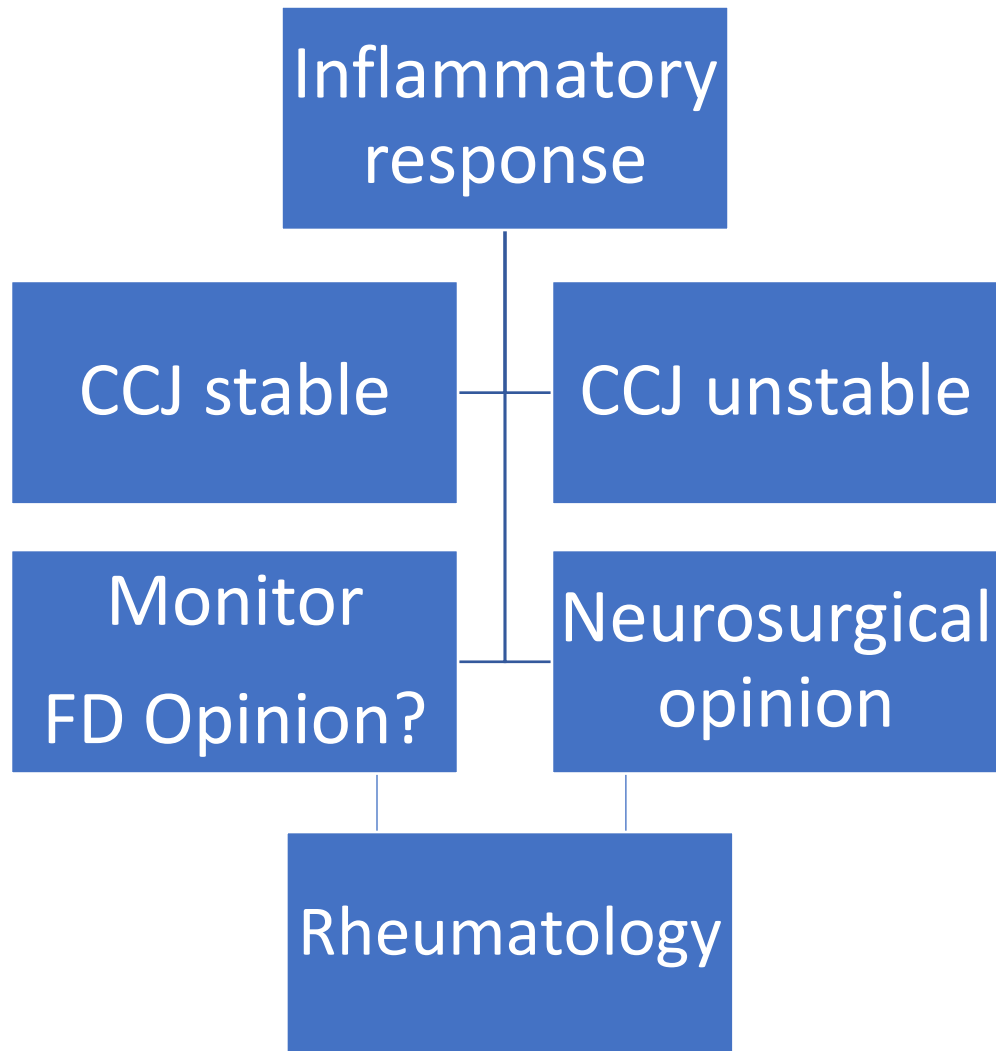 Inflammatory
response
CCJ stable
CCJ unstable
Monitor
FD Opinion?
Neurosurgical
opinion
Rheumatology